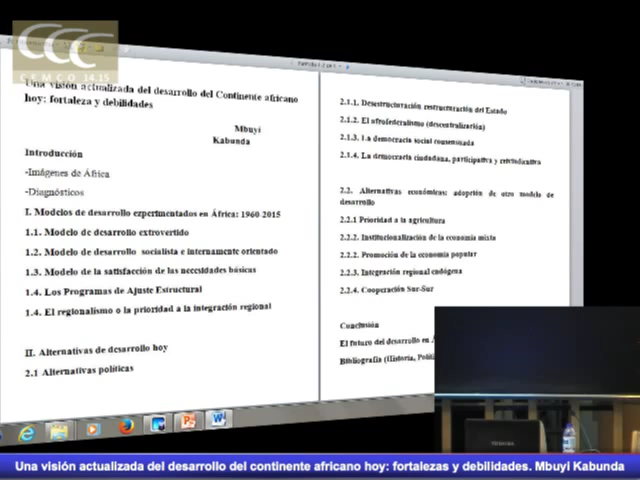 CCC
CEMCO 14.15
Una visión actualizada del desarrollo del Continente africano
hoy: fortaleza y debilidades
Mbuyi
Kabunda
Introducción
-Imágenes de África
-Diagnósticos
I. Modelos de desarrollo experimentados en África: 1960-2015
1.1. Modelo de desarrollo extrovertido
1.2. Modelo de desarrollo socialista e internamente orientado
1.3. Modelo de la satisfacción de las necesidades básicas
1.4. Los Programas de Ajuste Estructural
1.4. El regionalismo o la prioridad a la integración regional
II. Alternativas de desarrollo hoy
2.1 Alternativas políticas
2.1.1. Desestructuración restructuración del Estado
2.1.2. El afrofederalismo (descentralización)
2.1.3. La democracia social consensuada
2.1.4. La democracia ciudadana, participativa y reivindicativa
2.2. Alternativas económicas: adopción de otro modelo de
desarrollo
2.2.1 Prioridad a la agricultura
2.2.2. Institucionalización de la economía mixta
2.2.2. Promoción de la economía popular
2.2.3. Integración regional endógena
2.2.4. Cooperación Sur-Sur
Conclusión
El futuro del desarrollo en
Bibliografía (Historia,
TOSHIBA
Una visión actualizada del desarrollo del continente africano hoy: fortalezas y debilidades. Mbuyi Kabunda